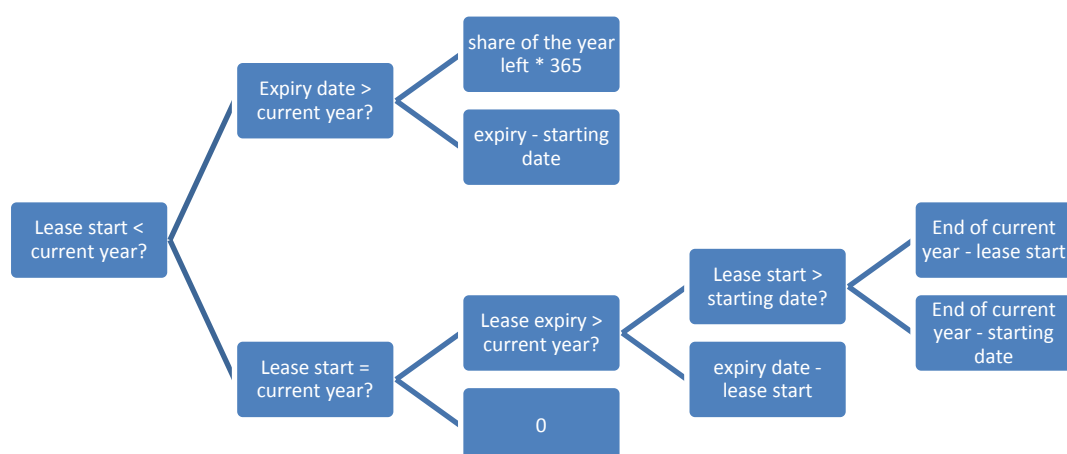 share of the year
left * 365
Expiry date >
current year?
expiry - starting
date
Lease start <
current year?
End of current
year - lease start
Lease start >
starting date?
Lease expiry >
current year?
End of current
year - starting
date
Lease start =
current year?
expiry date -
lease start
0